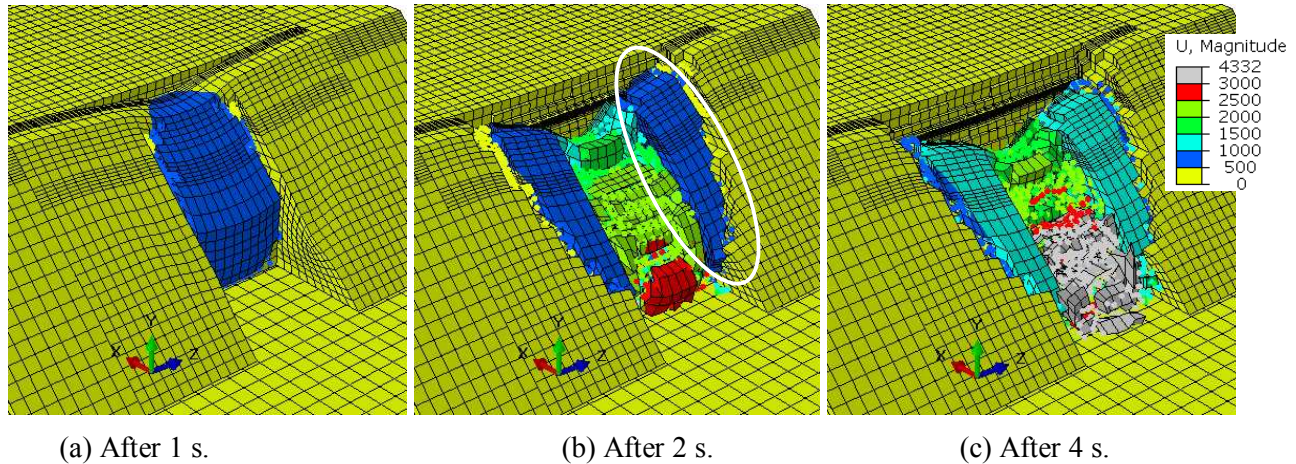 U, Magnitude
4332
3000
2500
2000
1500
1000
500
0
Y
X
Z
Y
X
Z
Y
X
Z
(a) After 1 s.
(b) After 2 s.
(c) After 4 s.